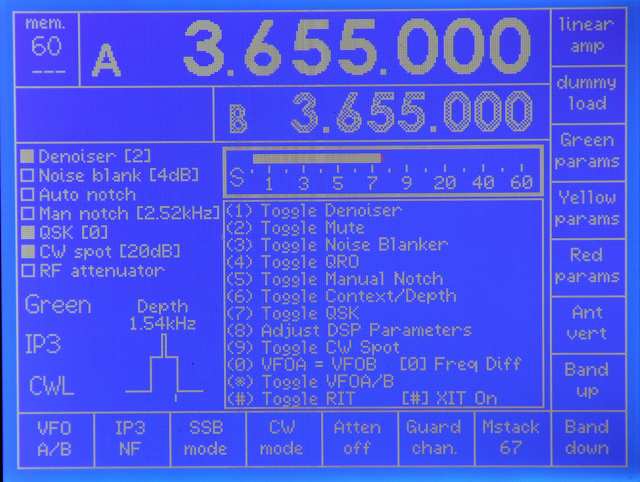 mem.
60
---
A 3.655.000
B 3.655.000
linear
amp
dummy
load
Green
params
Yellow
params
Red
params
Ant
vert
Band
up
Band
down
Denoiser [2]
Noise blank [4dB]
Auto notch
Man notch [2.52kHz]
QSK [0]
CW spot [20dB]
RF attenuator
S 1 3 5 7 9 20 40 60
Green
IP3
CWL
Depth
1.54kHz
(1) Toggle Denoiser
(2) Toggle Mute
(3) Toggle Noise Blanker
(4) Toggle QRO
(5) Toggle Manual Notch
(6) Toggle Context/Depth
(7) Toggle QSK
(8) Adjust DSP Parameters
(9) Toggle CW Spot
(0) VFOA = VFOB [0] Freq Diff
(*) Toggle VFOA/B
(#) Toggle RIT [#] XIT On
VFO
A/B
IP3
NF
SSB
mode
CW
mode
Atten
off
Guard
chan.
Mstack
67